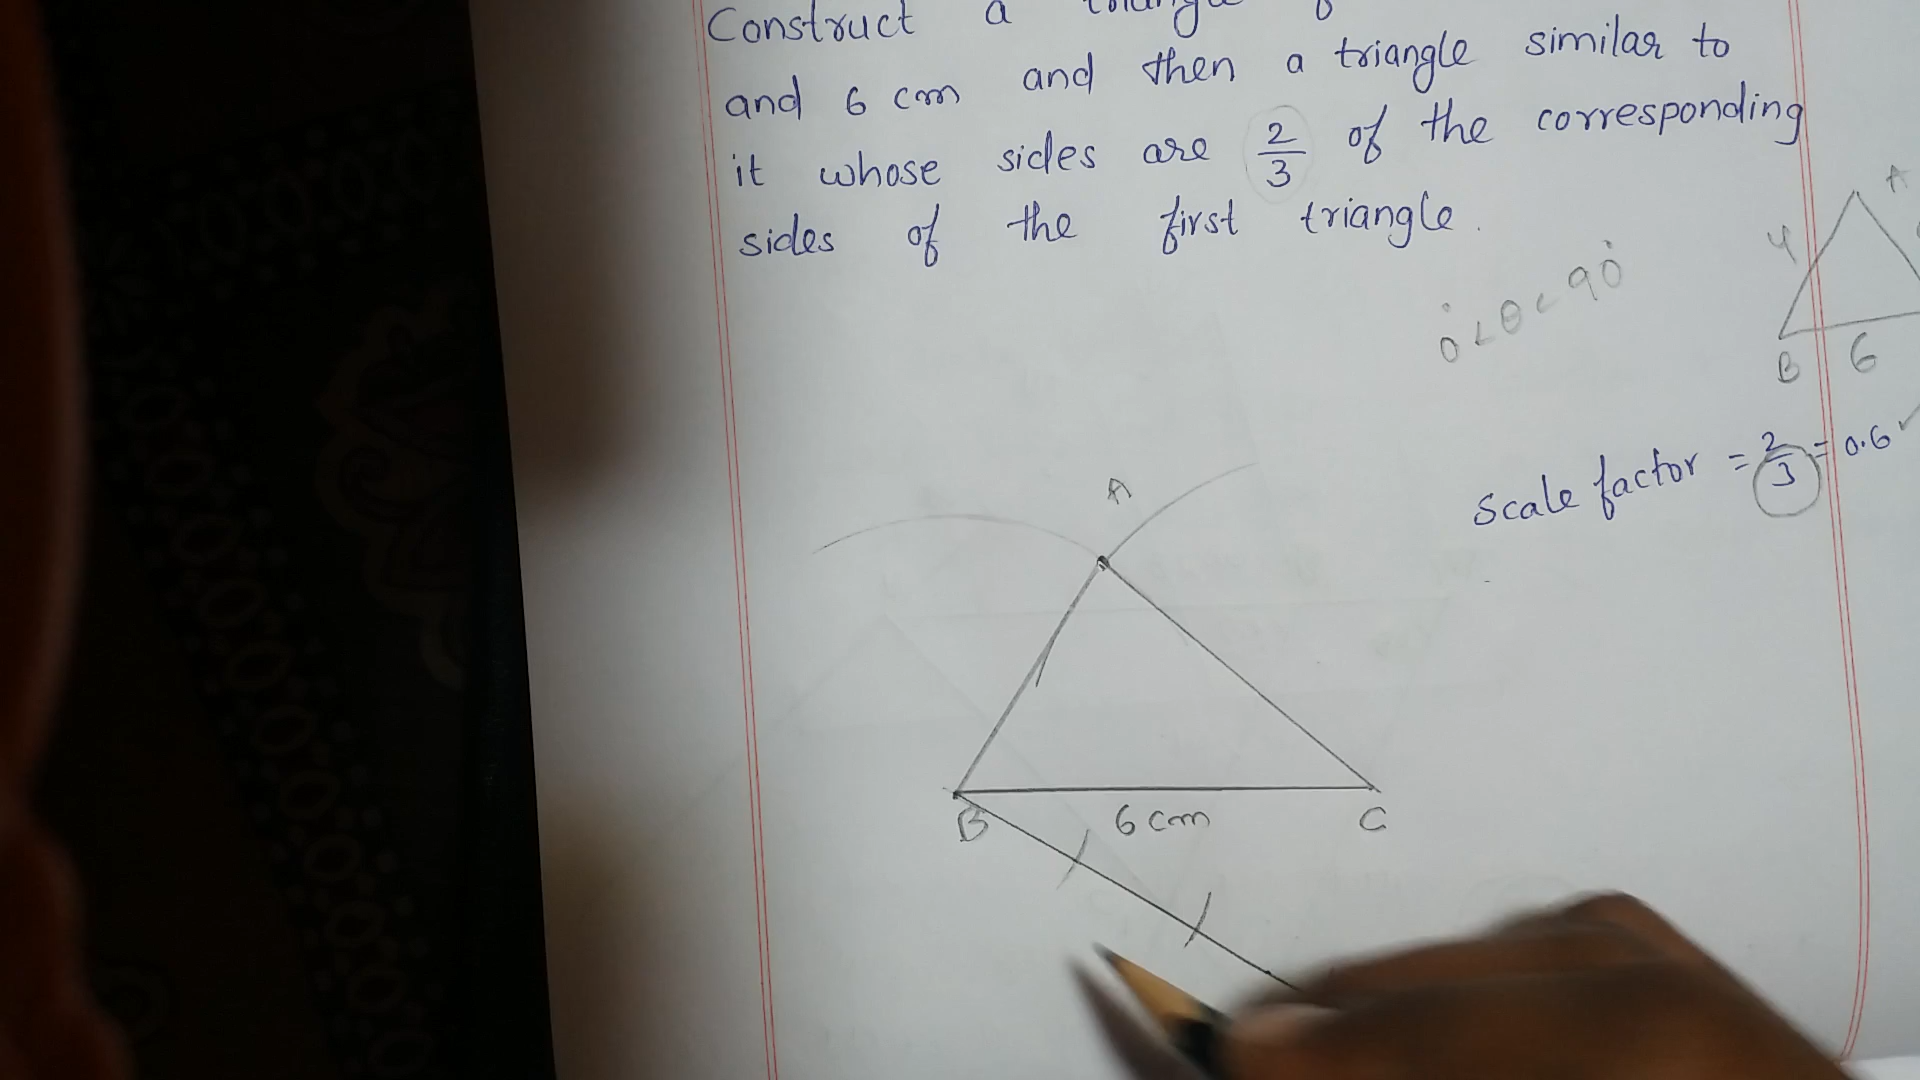 Construct a
and 6 cm and then a triangle similar to
it whose sides are 2/3 of the corresponding
sides of the first triangle.
0° < θ < 90°
A
4
B 6
Scale factor = 2/3 = 0.6
A
B 6 cm C